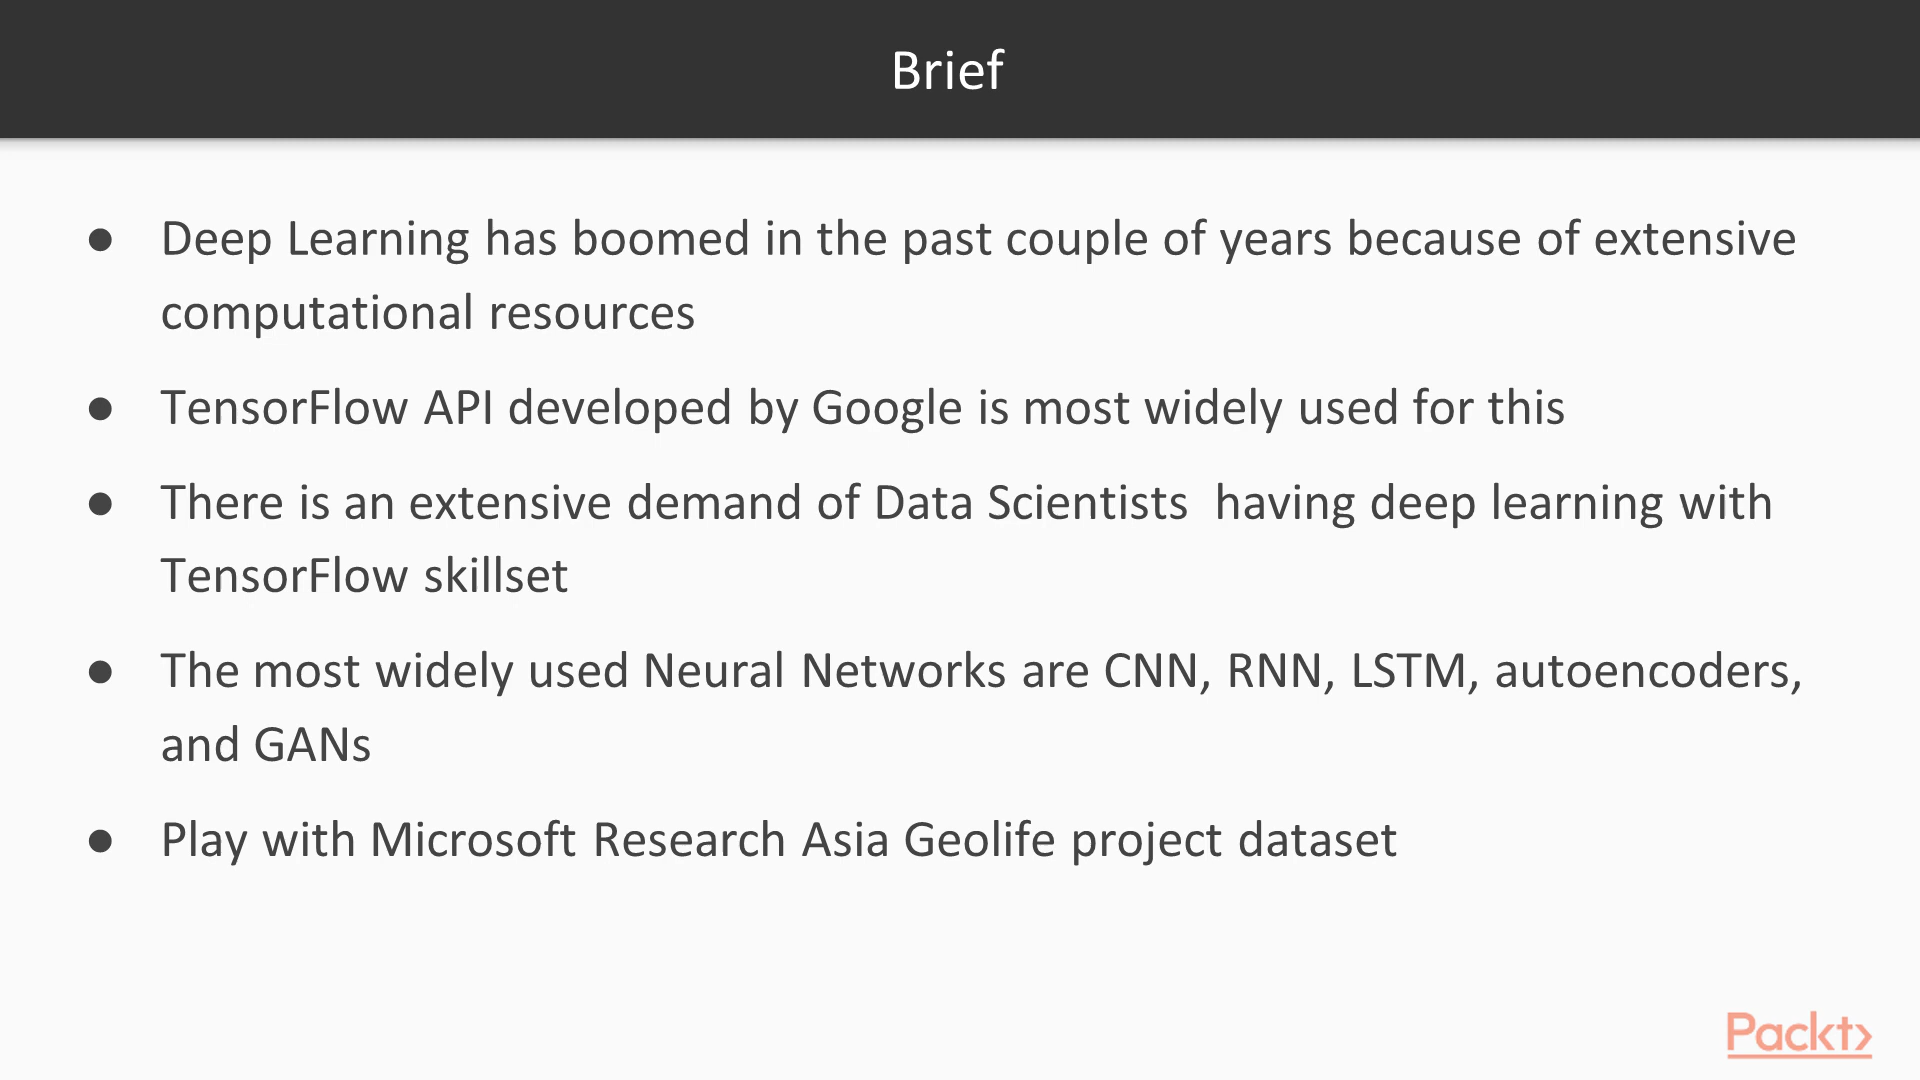 Brief
● Deep Learning has boomed in the past couple of years because of extensive
computational resources
● TensorFlow API developed by Google is most widely used for this
● There is an extensive demand of Data Scientists  having deep learning with
TensorFlow skillset
● The most widely used Neural Networks are CNN, RNN, LSTM, autoencoders,
and GANs
● Play with Microsoft Research Asia Geolife project dataset
Packt>